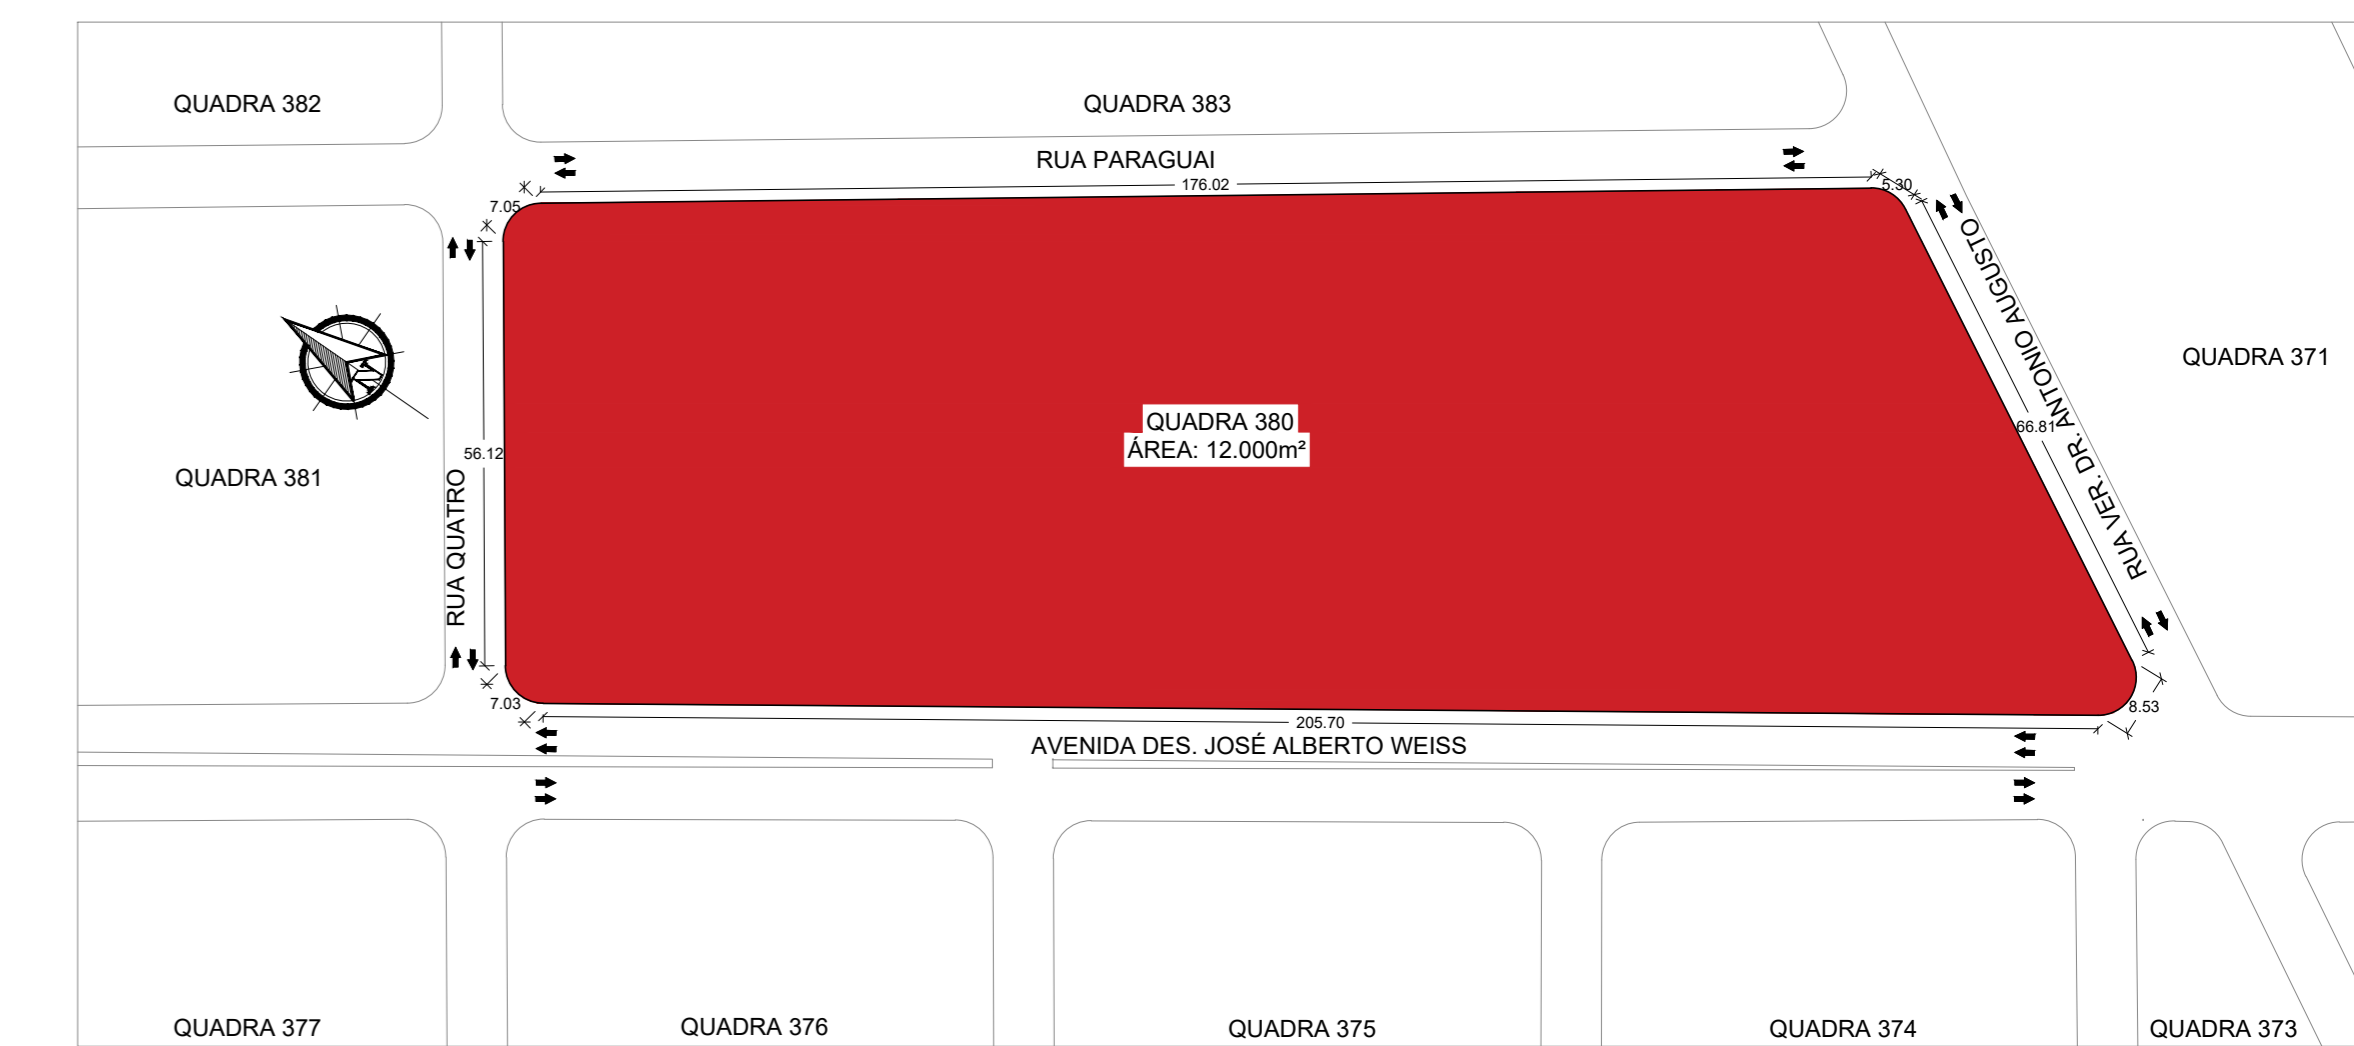 QUADRA 382
QUADRA 383
RUA PARAGUAI
176.02
5.30
7.05
RUA VER. DR. ANTONIO AUGUSTO
66.81
QUADRA 371
QUADRA 380
ÁREA: 12.000m²
56.12
QUADRA 381
RUA QUATRO
7.03
8.53
205.70
AVENIDA DES. JOSÉ ALBERTO WEISS
QUADRA 377
QUADRA 376
QUADRA 375
QUADRA 374
QUADRA 373